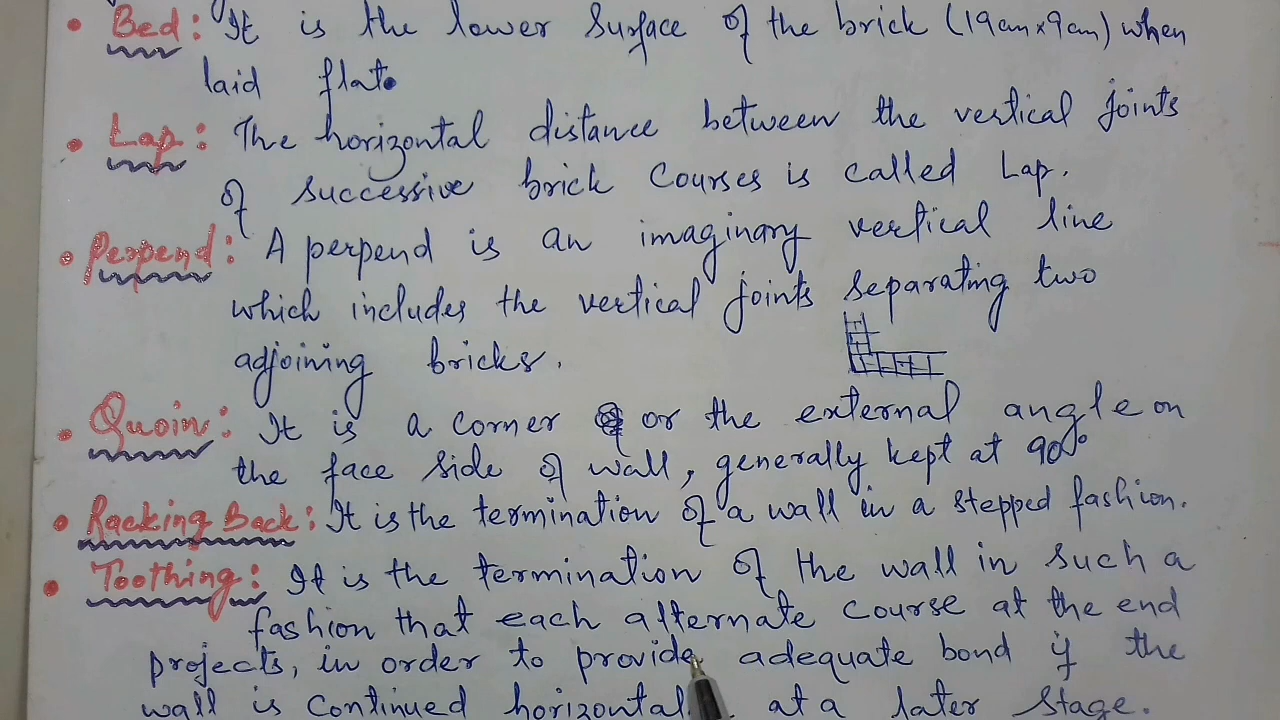 • Bed: It is the lower surface of the brick (19cm×9cm) when
laid flat.
• Lap: The horizontal distance between the vertical joints
of successive brick courses is called Lap.
• Perpend: A perpend is an imaginary vertical line
which includes the vertical joints separating two
adjoining bricks.
• Quoin: It is a corner or the external angle on
the face side of wall, generally kept at 90°
• Racking Back: It is the termination of a wall in a stepped fashion.
• Toothing: It is the termination of the wall in such a
fashion that each alternate course at the end
projects, in order to provide adequate bond if the
wall is continued horizontal at a later stage.